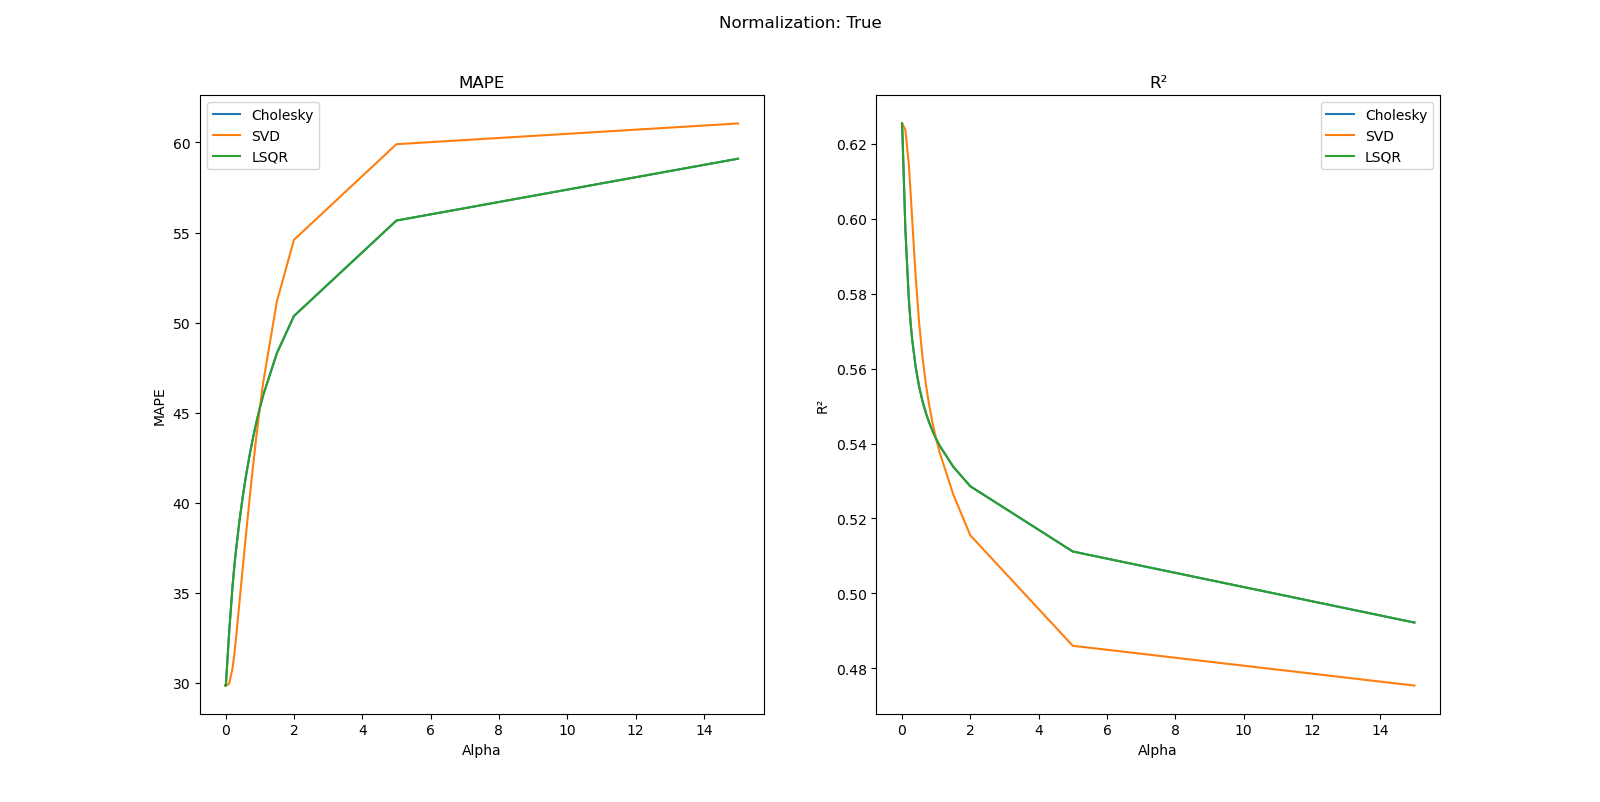 Normalization: True
MAPE
Cholesky
SVD
LSQR
60
55
50
45
40
35
30
MAPE
0 2 4 6 8 10 12 14
Alpha
R²
Cholesky
SVD
LSQR
0.62
0.60
0.58
0.56
0.54
0.52
0.50
0.48
R²
0 2 4 6 8 10 12 14
Alpha